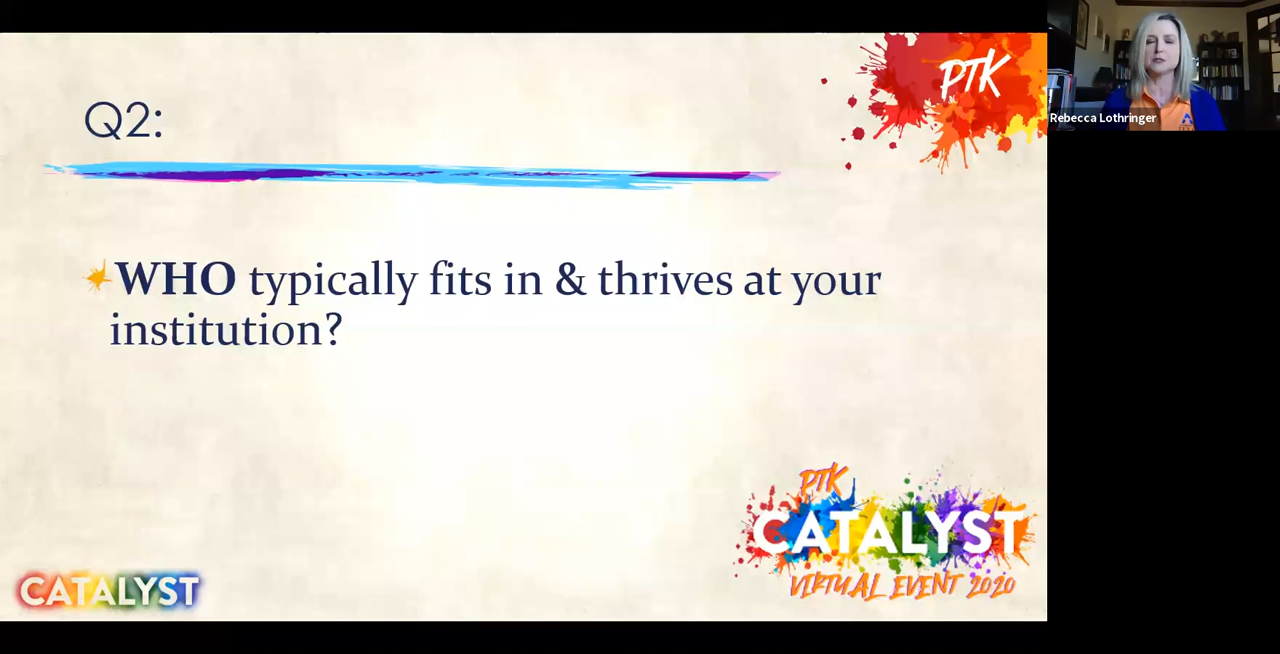 PTK
Q2:
Rebecca Lothringer
WHO typically fits in & thrives at your
institution?
PTK
CATALYST
VIRTUAL EVENT 2020
CATALYST